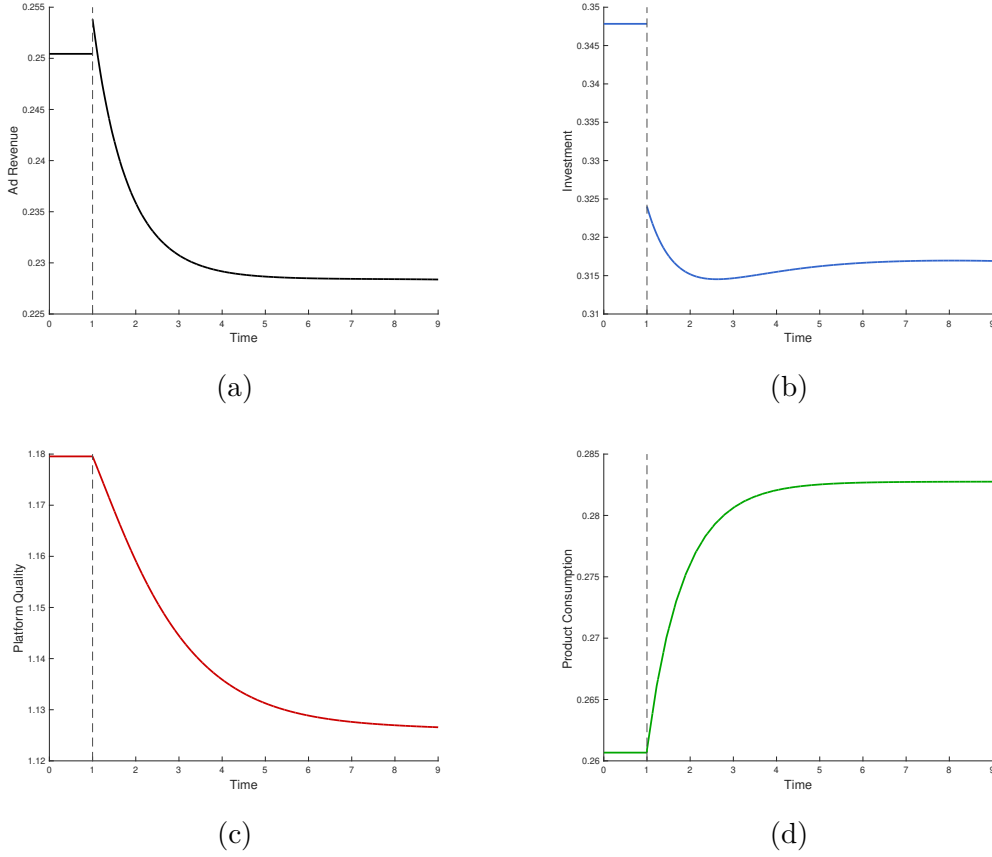 0.255
0.25
0.245
0.24
0.235
0.23
0.225
Ad Revenue
0 1 2 3 4 5 6 7 8 9
Time
(a)
0.35
0.345
0.34
0.335
0.33
0.325
0.32
0.315
0.31
Investment
0 1 2 3 4 5 6 7 8 9
Time
(b)
1.18
1.17
1.16
1.15
1.14
1.13
1.12
Platform Quality
0 1 2 3 4 5 6 7 8 9
Time
(c)
0.285
0.28
0.275
0.27
0.265
0.26
Product Consumption
0 1 2 3 4 5 6 7 8 9
Time
(d)